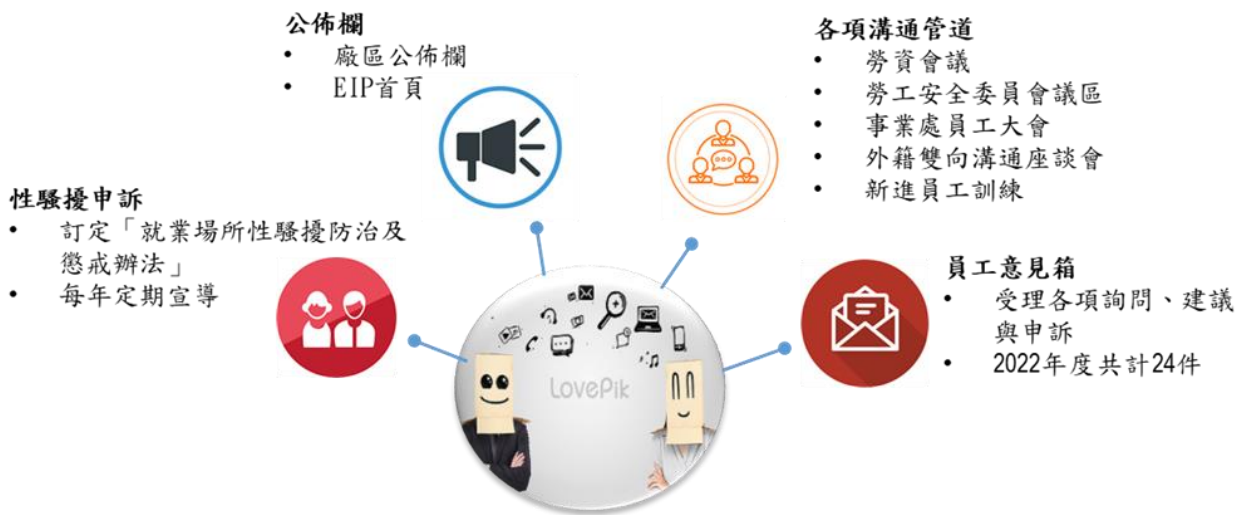 公佈欄
• 廠區公佈欄
• EIP首頁
各項溝通管道
• 勞資會議
• 勞工安全委員會議區
• 事業處員工大會
• 外籍雙向溝通座談會
• 新進員工訓練
性騷擾申訴
• 訂定「就業場所性騷擾防治及
懲戒辦法」
• 每年定期宣導
員工意見箱
• 受理各項詢問、建議
與申訴
• 2022年度共計24件
LovePik